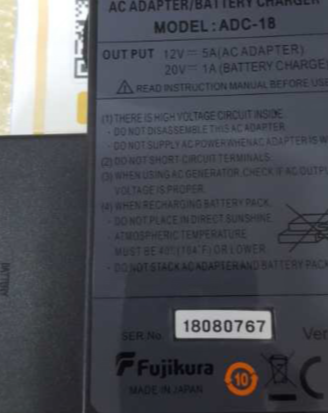 AC ADAPTER/BATTERY CHARGER
MODEL : ADC-18
OUT PUT 12V⎓5A(AC ADAPTER)
20V⎓1A (BATTERY CHARGE
READ INSTRUCTION MANUAL BEFORE USE
(1) THERE IS HIGH VOLTAGE CIRCUIT INSIDE.
- DO NOT DISASSEMBLE THIS AC ADAPTER.
- DO NOT SUPPLY AC POWER WHEN AC ADAPTER IS W
(2) DO NOT SHORT CIRCUIT TERMINALS.
(3) WHEN USING AC GENERATOR, CHECK IF AC OUTPU
VOLTAGE IS PROPER.
(4) WHEN RECHARGING BATTERY PACK.
- DO NOT PLACE IN DIRECT SUNSHINE.
- ATMOSPHERIC TEMPERATURE
MUST BE 40°(104°F) OR LOWER.
- DO NOT STACK AC ADAPTER AND BATTERY PACK
BATTERY
SER.No. 18080767 Ver
Fujikura
10
MADE IN JAPAN